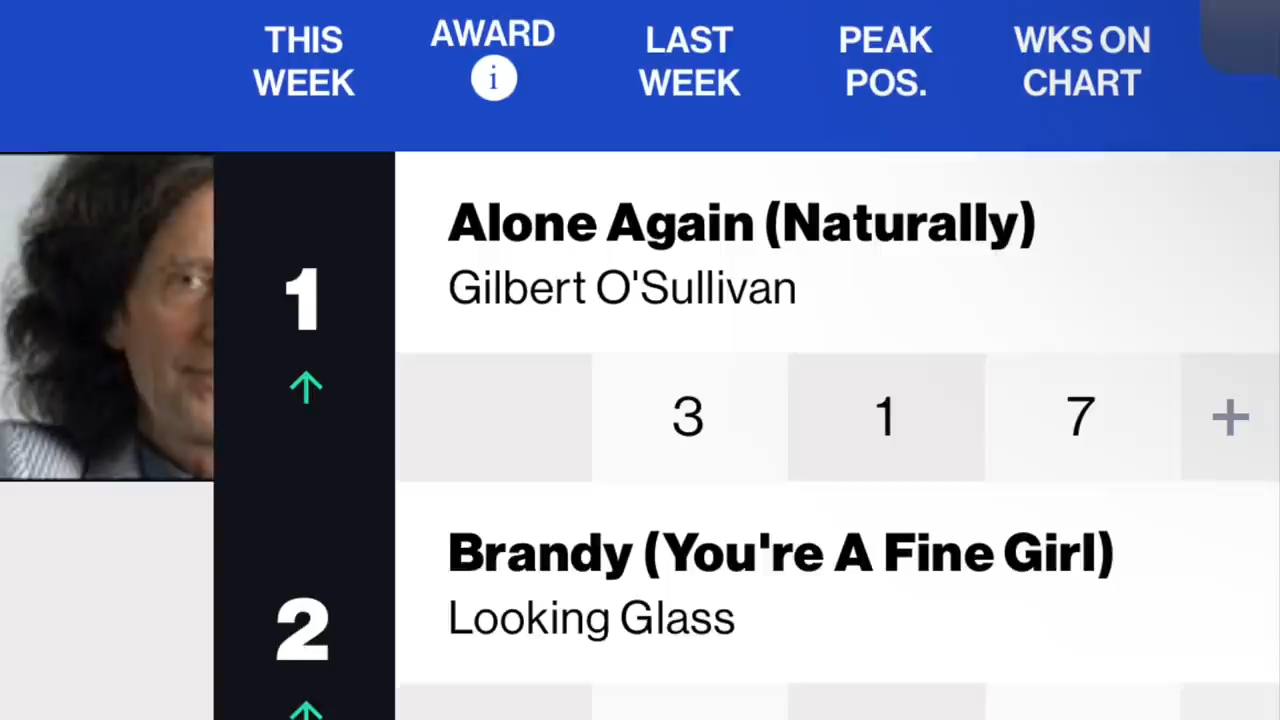 THIS WEEK
AWARD
i
LAST WEEK
PEAK POS.
WKS ON CHART
1
Alone Again (Naturally)
Gilbert O'Sullivan
3
1
7
+
2
Brandy (You're A Fine Girl)
Looking Glass